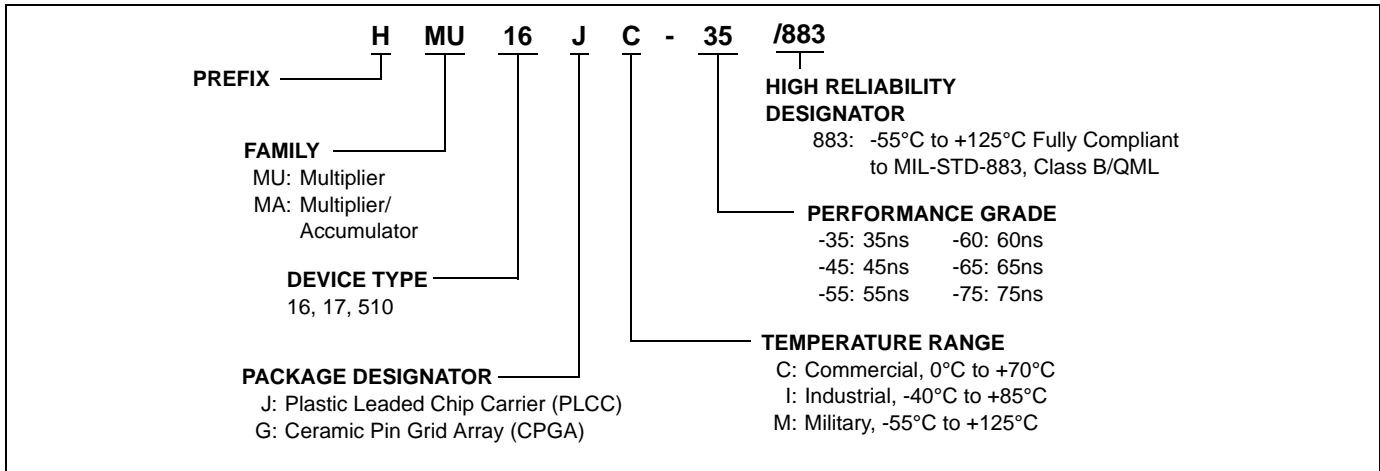 H MU 16 J C - 35 /883
PREFIX
HIGH RELIABILITY
DESIGNATOR
883: -55°C to +125°C Fully Compliant
to MIL-STD-883, Class B/QML
FAMILY
MU: Multiplier
MA: Multiplier/
Accumulator
PERFORMANCE GRADE
-35: 35ns -60: 60ns
-45: 45ns -65: 65ns
-55: 55ns -75: 75ns
DEVICE TYPE
16, 17, 510
TEMPERATURE RANGE
C: Commercial, 0°C to +70°C
I: Industrial, -40°C to +85°C
M: Military, -55°C to +125°C
PACKAGE DESIGNATOR
J: Plastic Leaded Chip Carrier (PLCC)
G: Ceramic Pin Grid Array (CPGA)